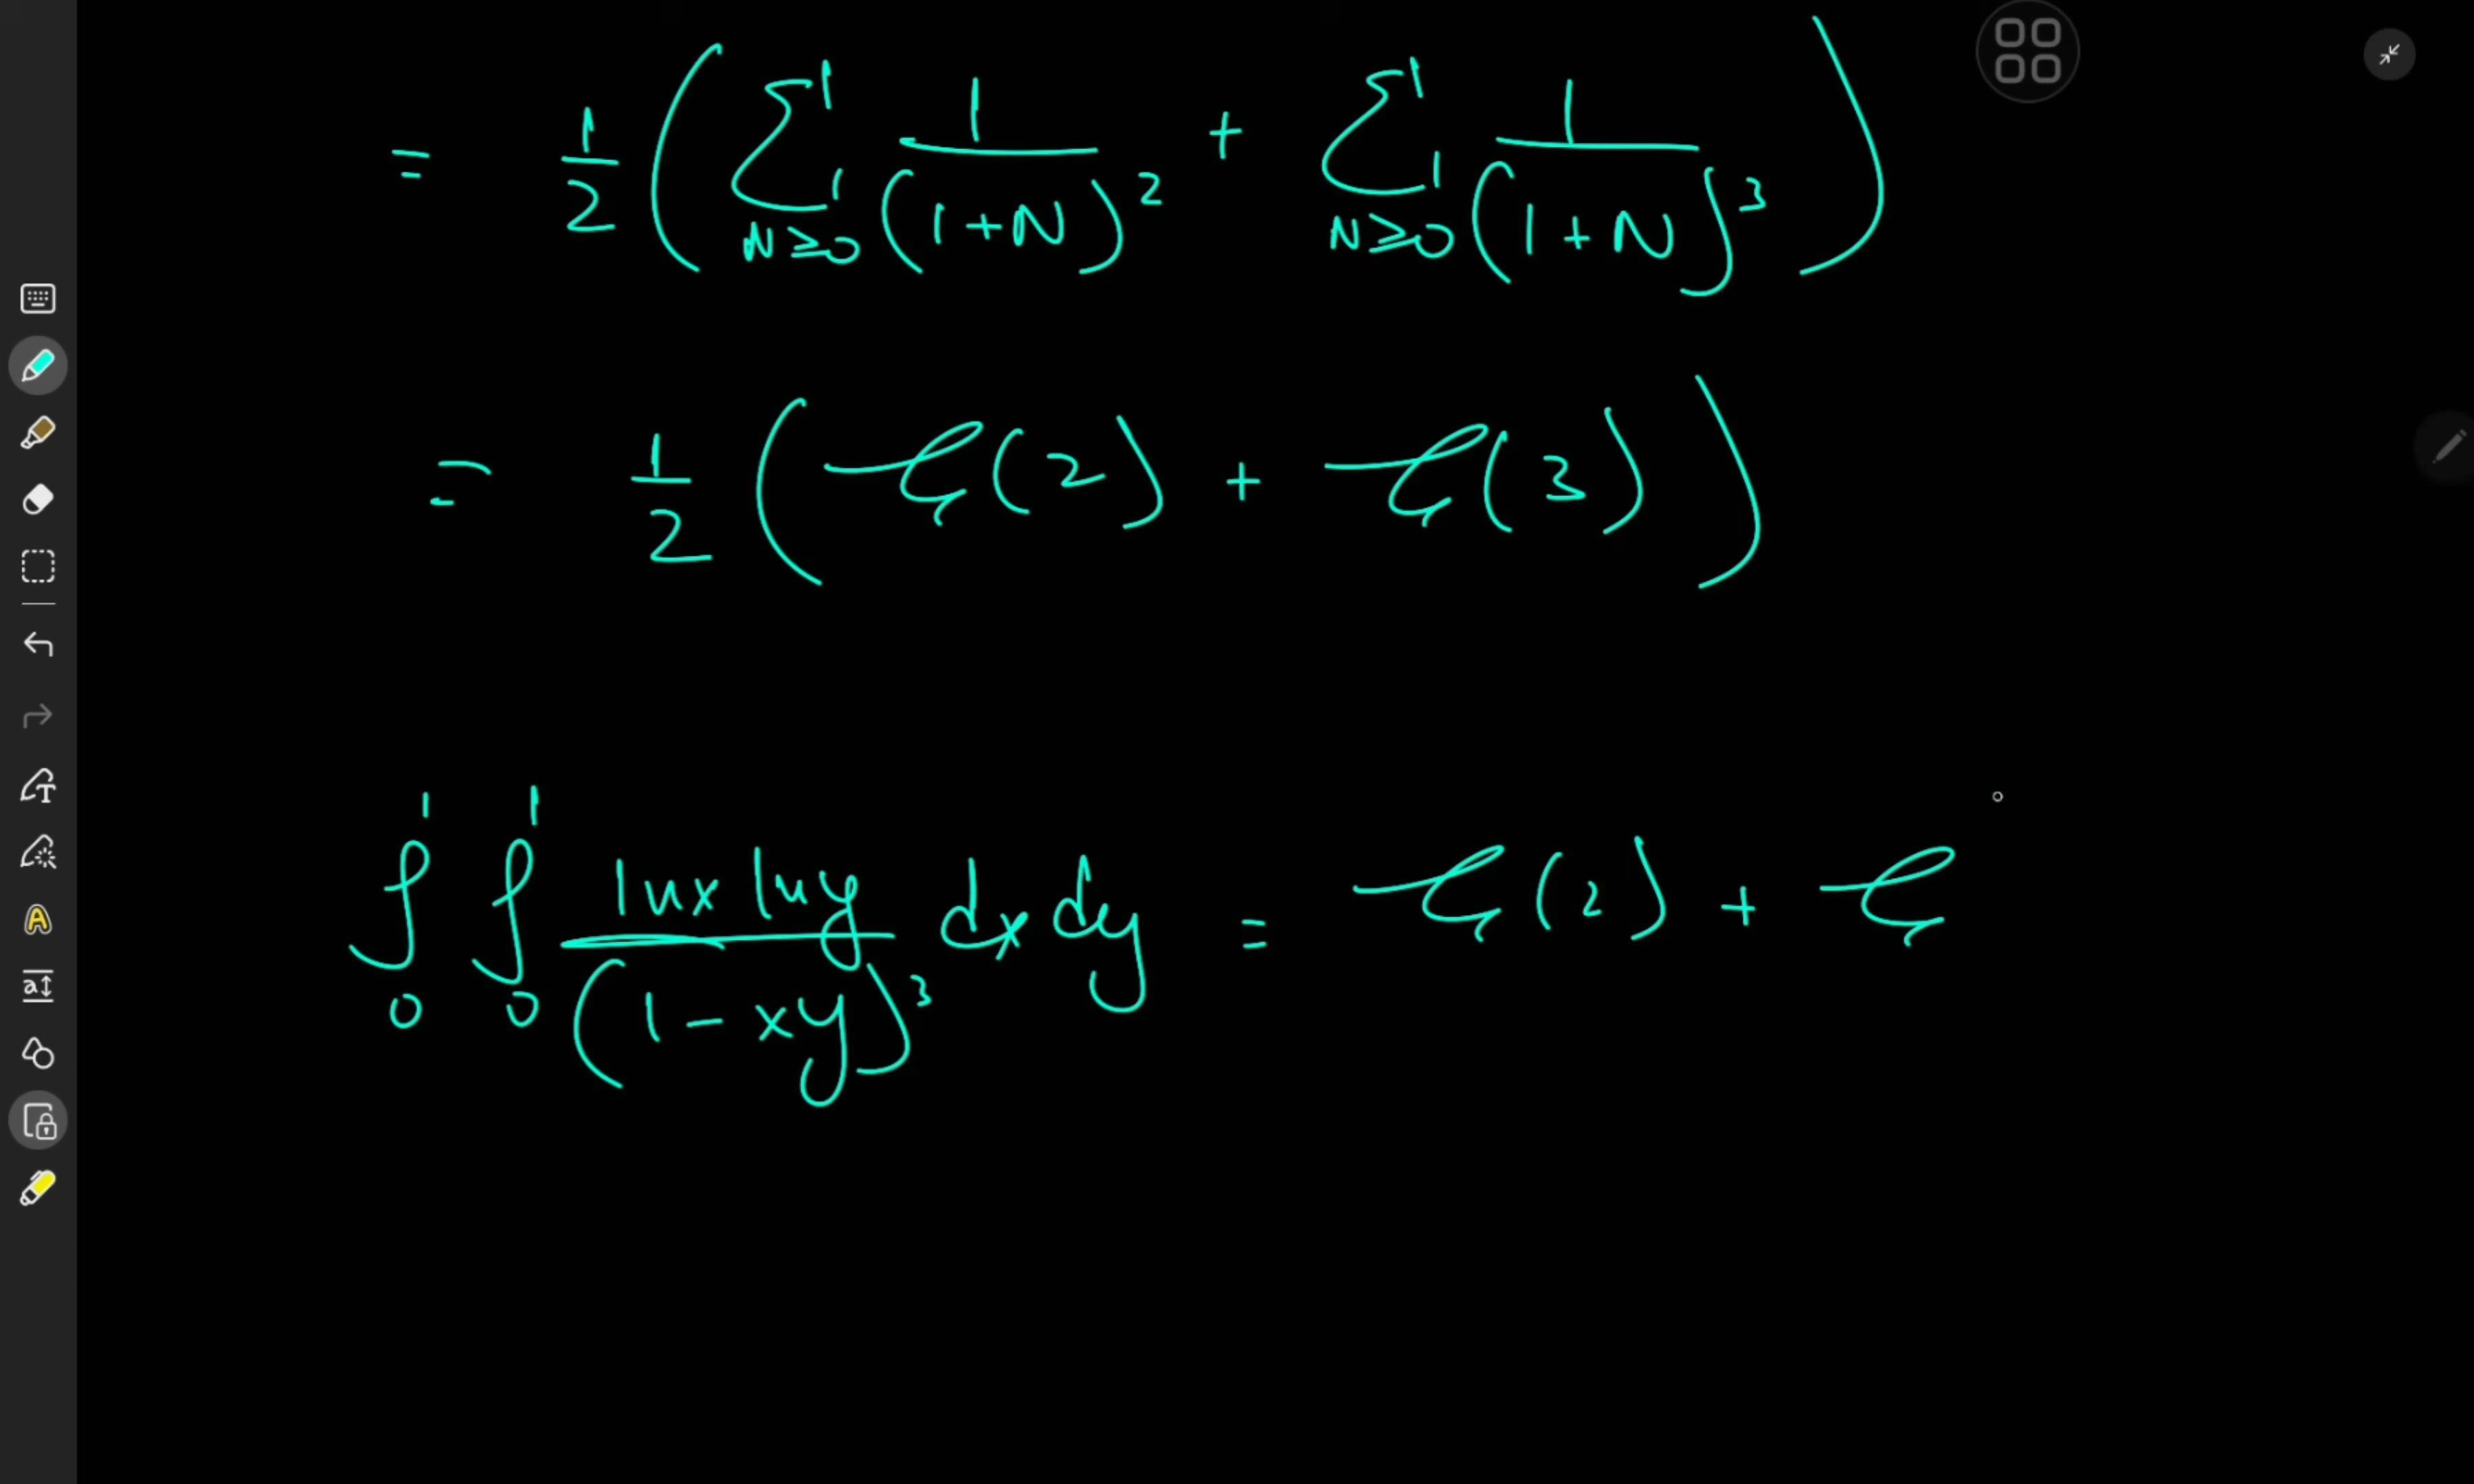 = 1/2 ( ∑_{N≥0} 1/(1+N)^2 + ∑_{N≥0} 1/(1+N)^3 )
= 1/2 ( ζ(2) + ζ(3) )
∫_0^1 ∫_0^1 (ln x ln y)/(1-xy)^3 dx dy = ζ(2) + ζ